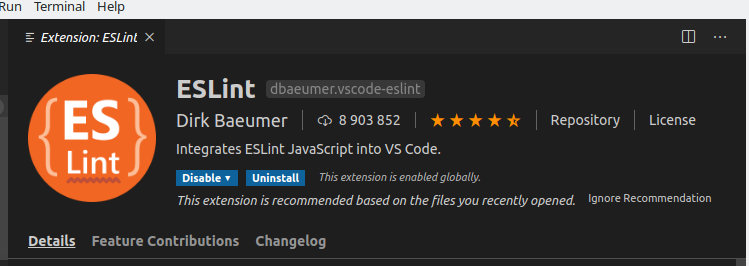 Run Terminal Help
Extension: ESLint
ES
Lint
ESLint dbaeumer.vscode-eslint
Dirk Baeumer 8 903 852 Repository License
Integrates ESLint JavaScript into VS Code.
Disable Uninstall This extension is enabled globally.
This extension is recommended based on the files you recently opened. Ignore Recommendation
Details Feature Contributions Changelog